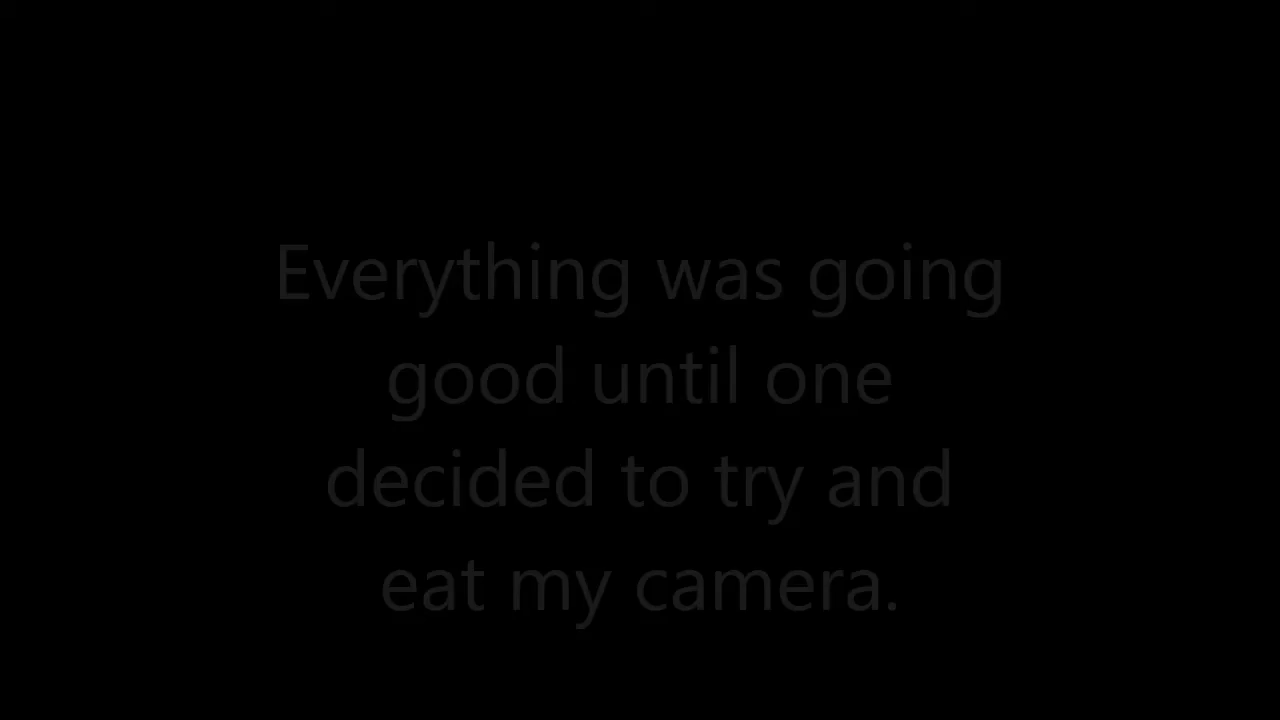 Everything was going
good until one
decided to try and
eat my camera.